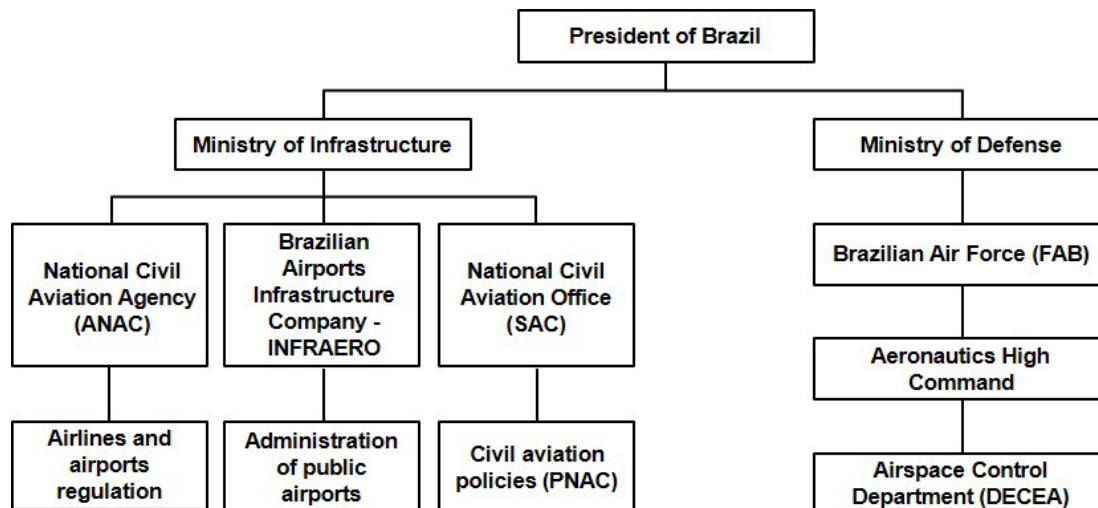 President of Brazil
Ministry of Infrastructure
Ministry of Defense
National Civil
Aviation Agency
(ANAC)
Brazilian
Airports
Infrastructure
Company -
INFRAERO
National Civil
Aviation Office
(SAC)
Brazilian Air Force (FAB)
Aeronautics High
Command
Airlines and
airports
regulation
Administration
of public
airports
Civil aviation
policies (PNAC)
Airspace Control
Department (DECEA)